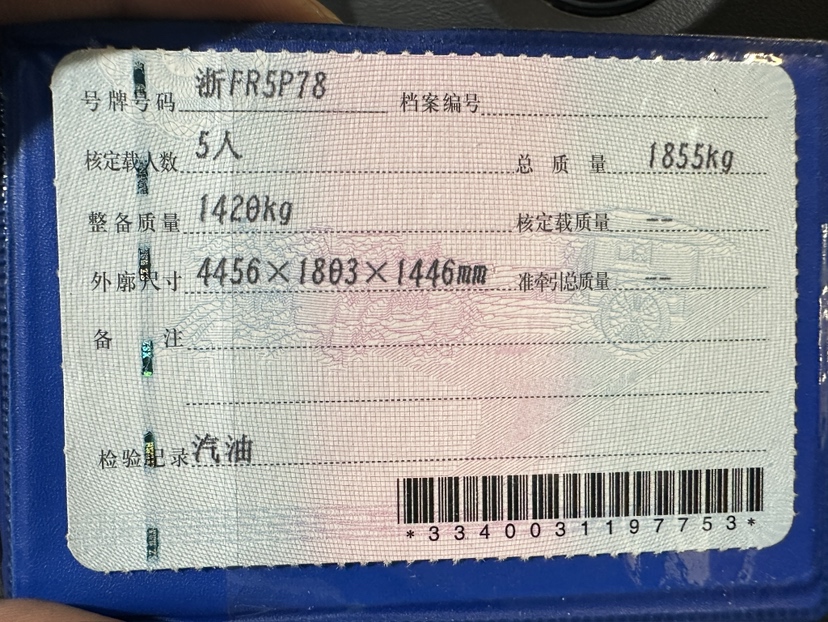 号牌号码 浙FR5P78 档案编号
核定载人数 5人 总质量 1855kg
整备质量 1420kg 核定载质量 --
外廓尺寸 4456×1803×1446mm 准牵引总质量 --
备注
检验记录 汽油
*3340031197753*